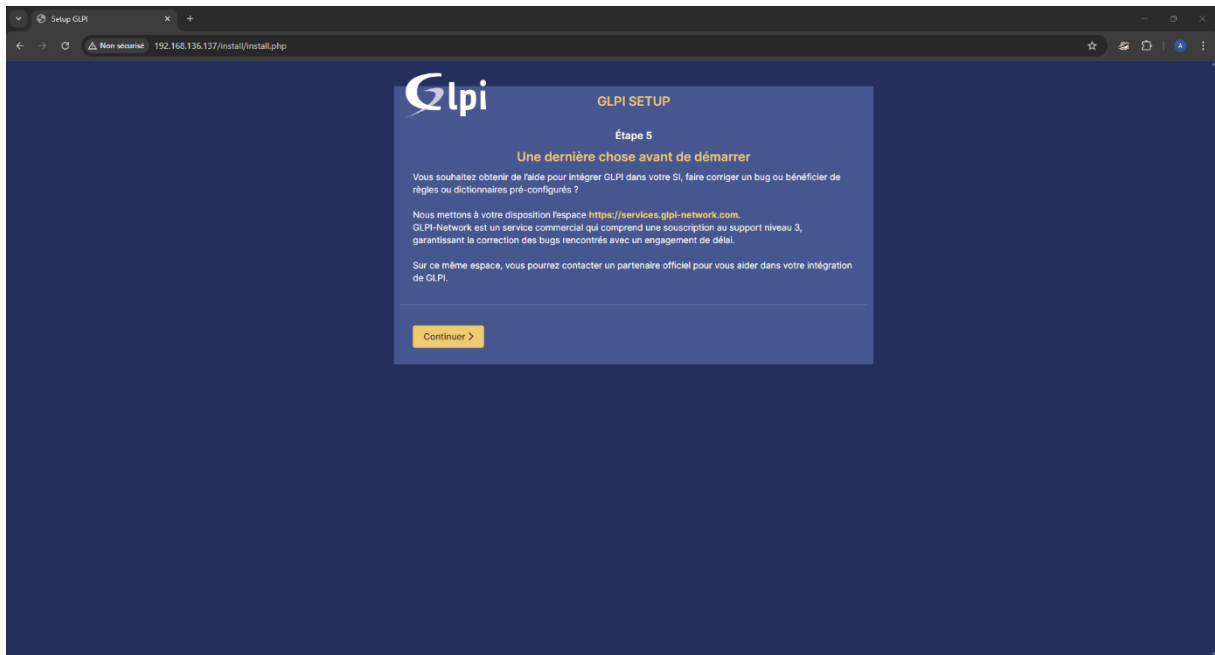 Setup GLPI
Non sécurisé 192.168.136.137/install/install.php
A
Glpi
GLPI SETUP
Étape 5
Une dernière chose avant de démarrer
Vous souhaitez obtenir de l'aide pour intégrer GLPI dans votre SI, faire corriger un bug ou bénéficier de
règles ou dictionnaires pré-configurés ?
Nous mettons à votre disposition l'espace https://services.glpi-network.com.
GLPI-Network est un service commercial qui comprend une souscription au support niveau 3,
garantissant la correction des bugs rencontrés avec un engagement de délai.
Sur ce même espace, vous pourrez contacter un partenaire officiel pour vous aider dans votre intégration
de GLPI.
Continuer >